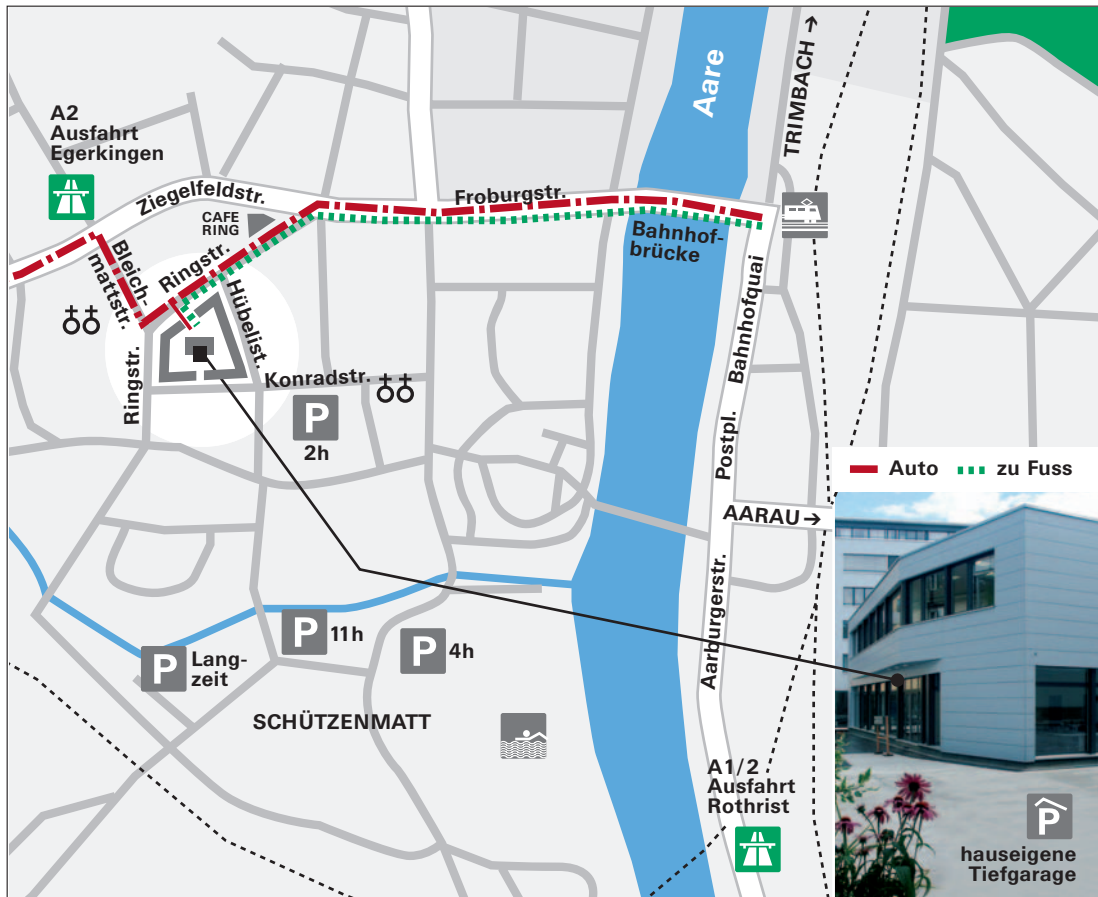 Aare
TRIMBACH →
A2
Ausfahrt
Egerkingen
Ziegelfeldstr.
CAFE
RING
Froburgstr.
Bahnhof-
brücke
Bleich-
mattstr.
Ringstr.
Hübelist.
Ringstr.
Konradstr.
P
2h
Bahnhofquai
Postpl.
Auto
zu Fuss
AARAU →
Aarburgerstr.
P
11h
P
4h
P
Lang-
zeit
SCHÜTZENMATT
A1/2
Ausfahrt
Rothrist
P
hauseigene
Tiefgarage